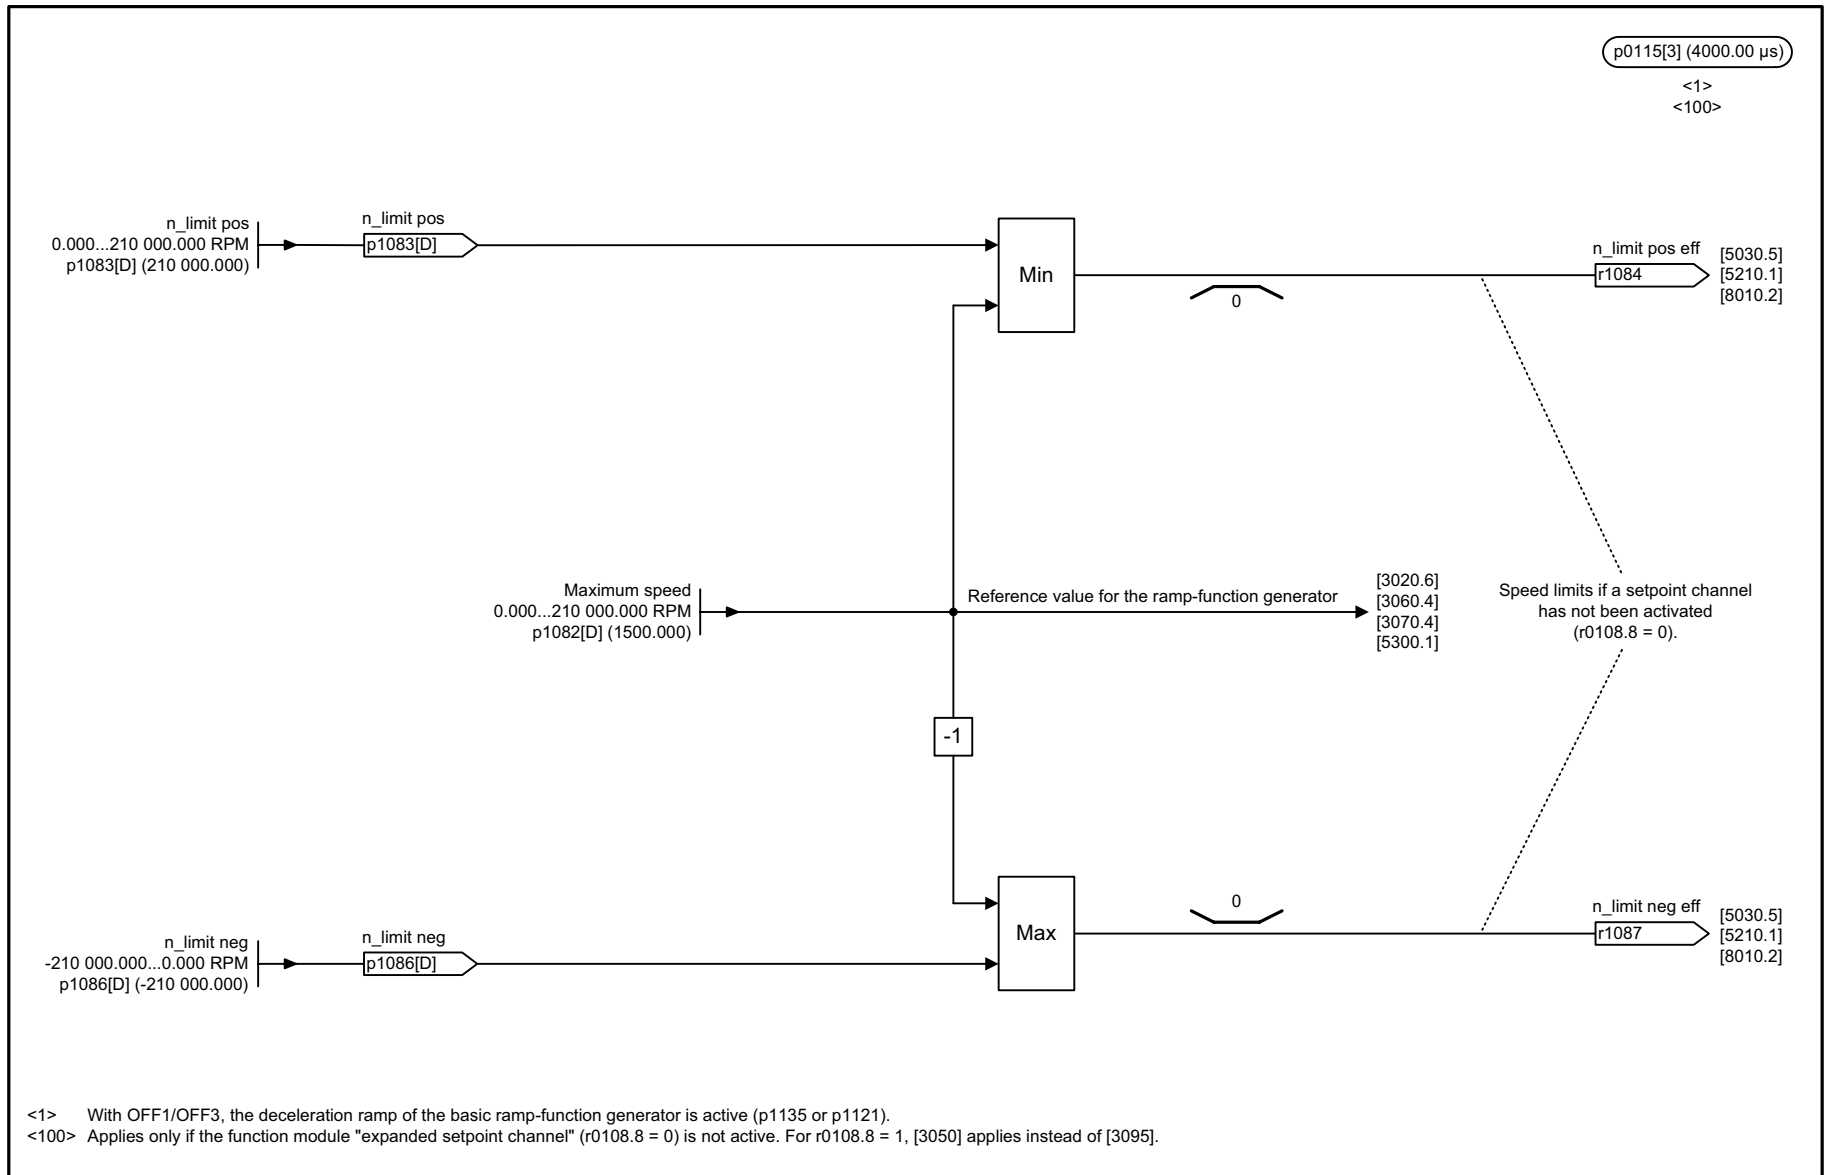 p0115[3] (4000.00 µs)
<1>
<100>
n_limit pos
0.000...210 000.000 RPM
p1083[D] (210 000.000)
n_limit pos
p1083[D]
Min
0
n_limit pos eff
r1084
[5030.5]
[5210.1]
[8010.2]
Maximum speed
0.000...210 000.000 RPM
p1082[D] (1500.000)
Reference value for the ramp-function generator
[3020.6]
[3060.4]
[3070.4]
[5300.1]
Speed limits if a setpoint channel
has not been activated
(r0108.8 = 0).
-1
n_limit neg
-210 000.000...0.000 RPM
p1086[D] (-210 000.000)
n_limit neg
p1086[D]
Max
0
n_limit neg eff
r1087
[5030.5]
[5210.1]
[8010.2]
<1> With OFF1/OFF3, the deceleration ramp of the basic ramp-function generator is active (p1135 or p1121).
<100> Applies only if the function module "expanded setpoint channel" (r0108.8 = 0) is not active. For r0108.8 = 1, [3050] applies instead of [3095].